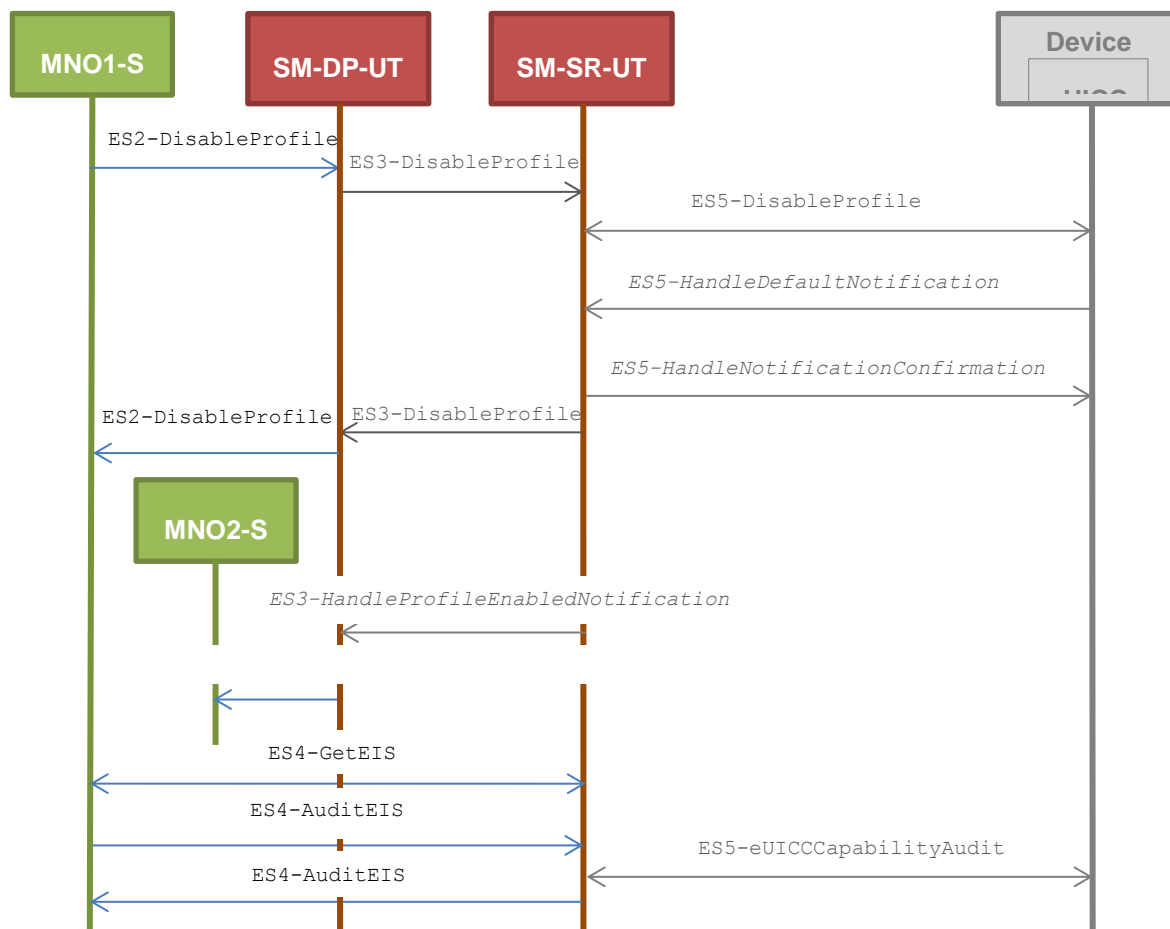 MNO1-S
SM-DP-UT
SM-SR-UT
Device
ES2-DisableProfile
ES3-DisableProfile
ES5-DisableProfile
ES5-HandleDefaultNotification
ES5-HandleNotificationConfirmation
ES2-DisableProfile
ES3-DisableProfile
MNO2-S
ES3-HandleProfileEnabledNotification
ES4-GetEIS
ES4-AuditEIS
ES5-eUICCCapabilityAudit
ES4-AuditEIS